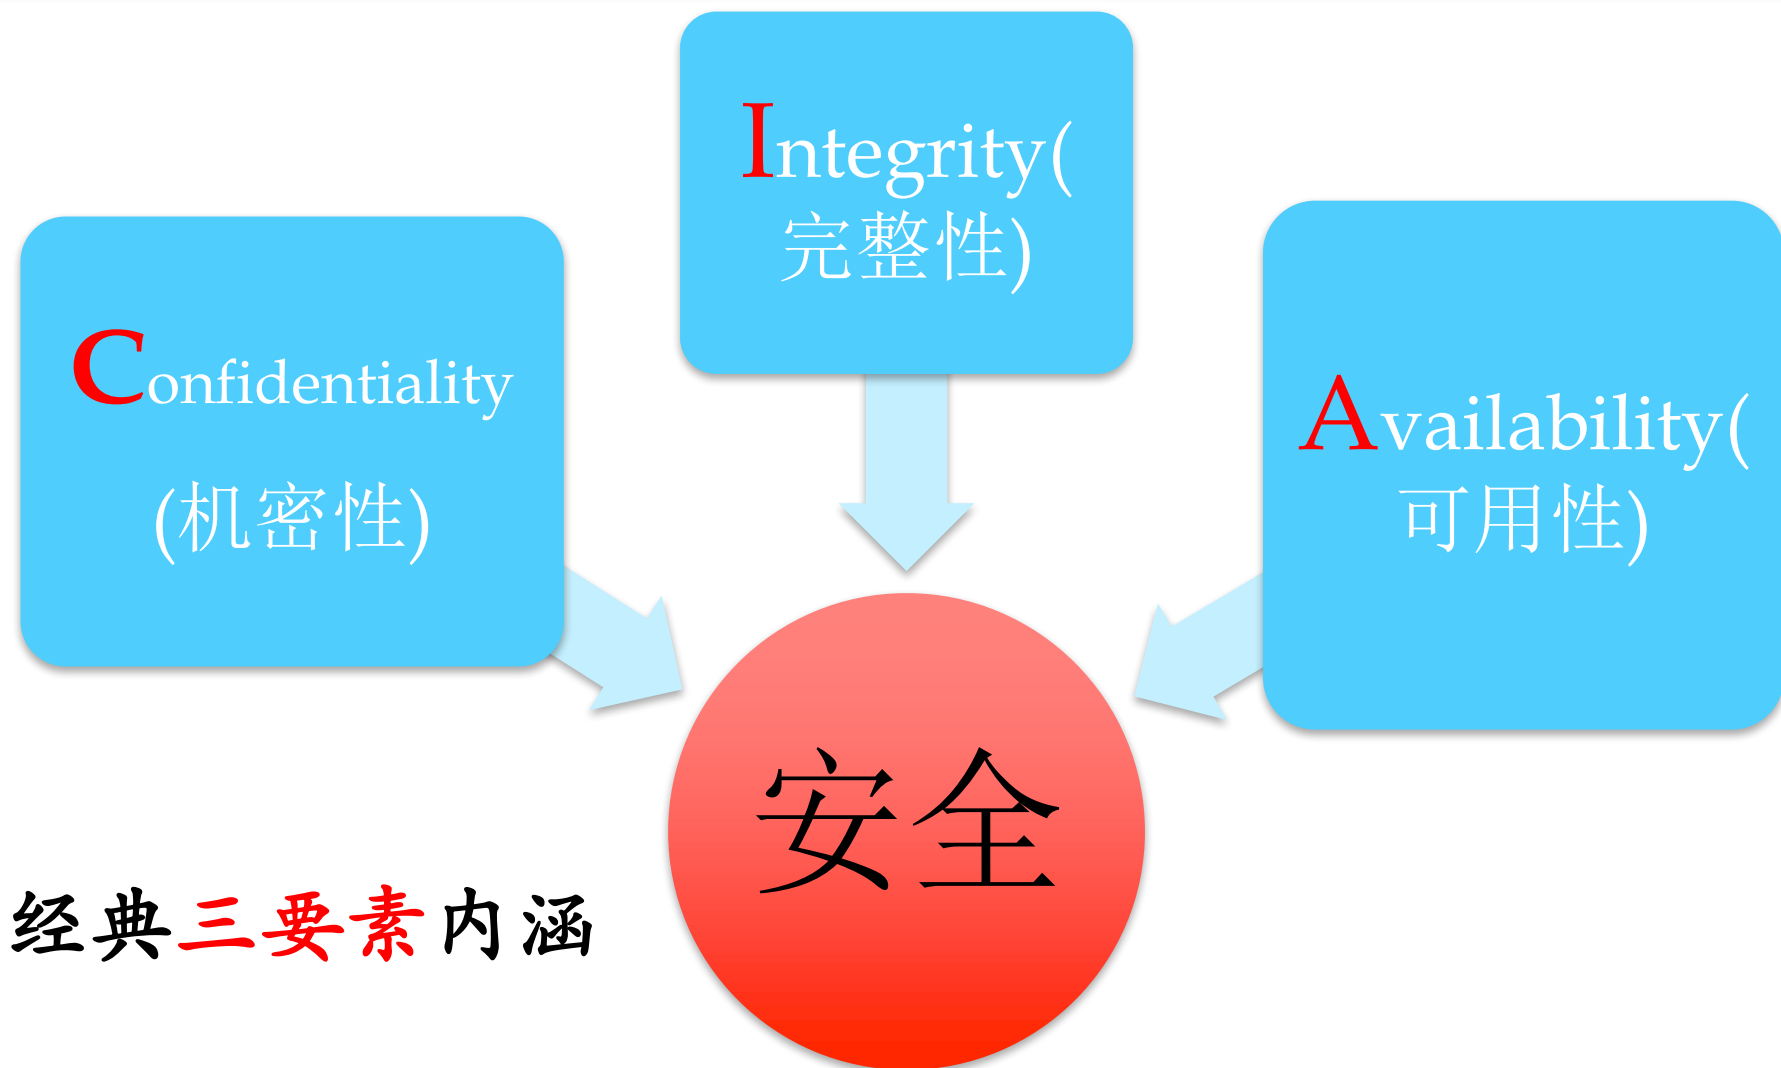 Confidentiality
(机密性)
Integrity(
完整性)
Availability(
可用性)
安全
经典三要素内涵